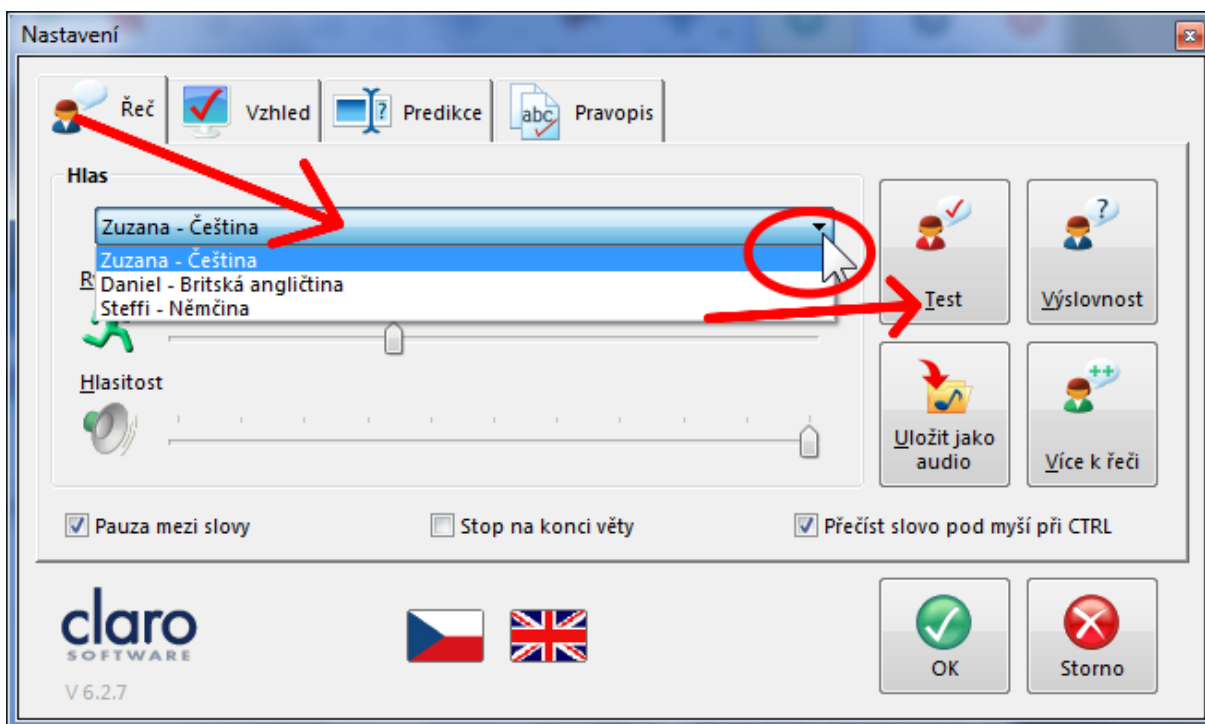 Nastavení
Řeč
Vzhled
?
Predikce
abc
Pravopis
Hlas
Zuzana - Čeština
Zuzana - Čeština
R
Daniel - Britská angličtina
Steffi - Němčina
Hlasitost
?
Test
Výslovnost
++
Uložit jako
audio
Více k řeči
Pauza mezi slovy
Stop na konci věty
Přečíst slovo pod myší při CTRL
claro
SOFTWARE
V 6.2.7
OK
Storno